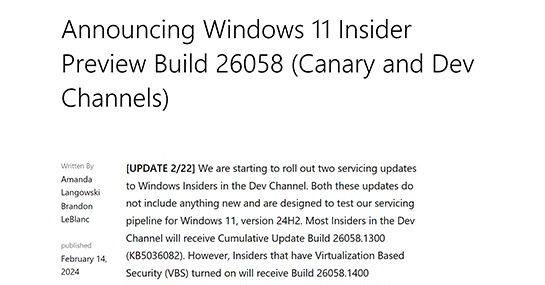 Announcing Windows 11 Insider
Preview Build 26058 (Canary and Dev
Channels)
Written By
Amanda
Langowski
Brandon
LeBlanc
published
February 14,
2024
[UPDATE 2/22] We are starting to roll out two servicing updates
to Windows Insiders in the Dev Channel. Both these updates do
not include anything new and are designed to test our servicing
pipeline for Windows 11, version 24H2. Most Insiders in the Dev
Channel will receive Cumulative Update Build 26058.1300
(KB5036082). However, Insiders that have Virtualization Based
Security (VBS) turned on will receive Build 26058.1400